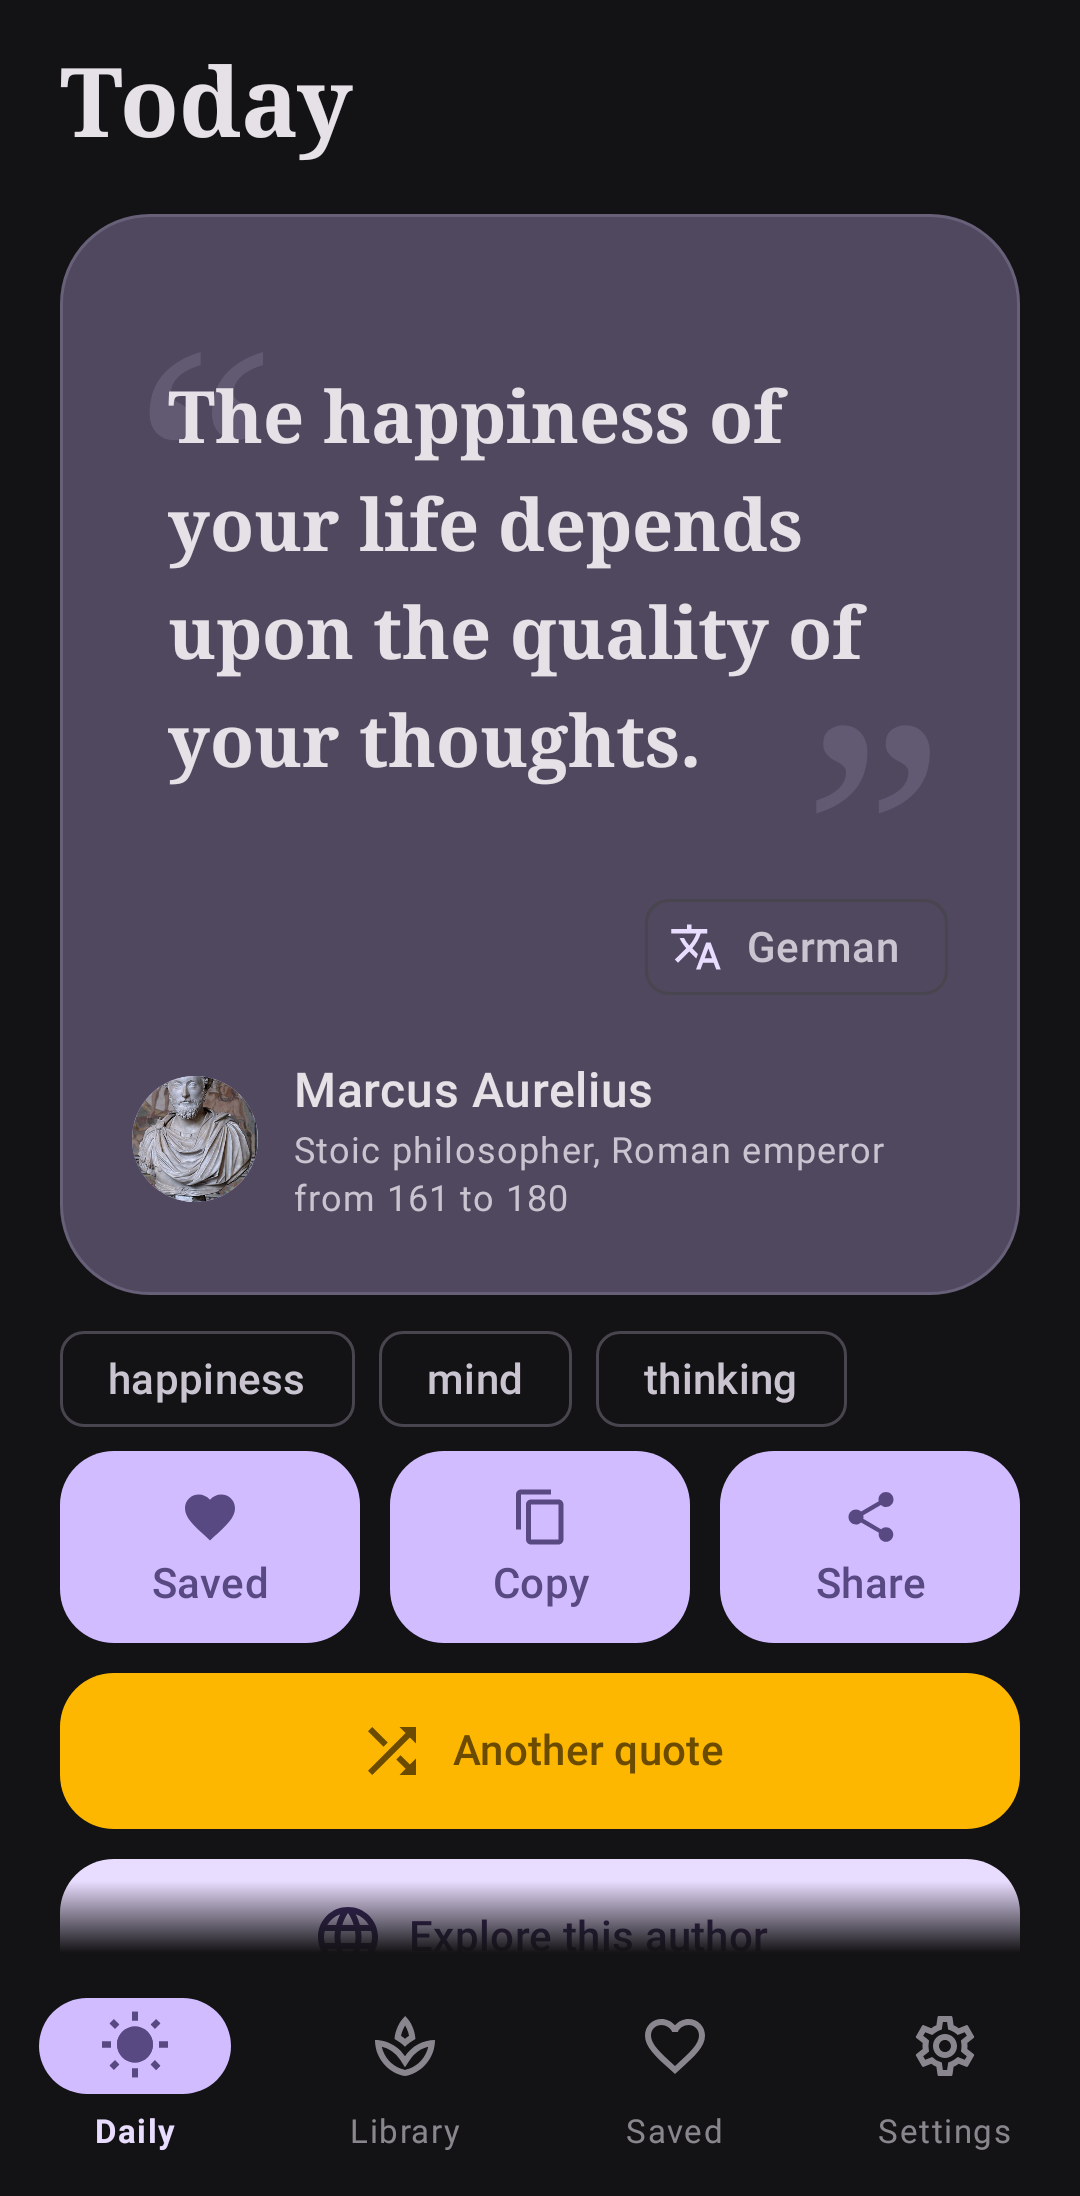 Today
“The happiness of
your life depends
upon the quality of
your thoughts.”
German
Marcus Aurelius
Stoic philosopher, Roman emperor
from 161 to 180
happiness mind thinking
Saved Copy Share
Another quote
Explore this author
Daily Library Saved Settings